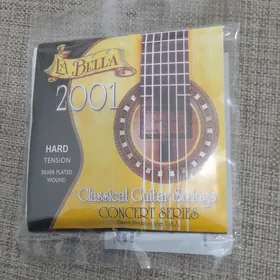 LA BELLA
2001
HARD
TENSION
SILVER PLATED
WOUND
Classical Guitar Strings
CONCERT SERIES